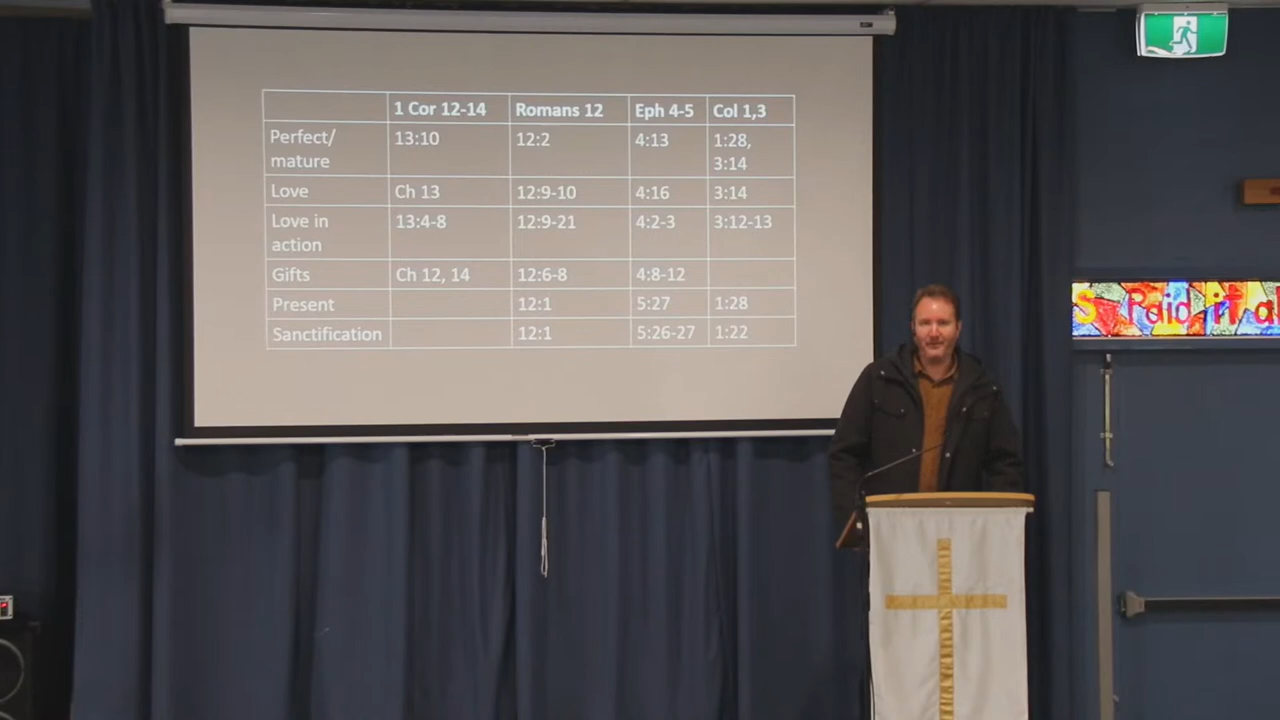 1 Cor 12-14 Romans 12 Eph 4-5 Col 1,3
Perfect/ 13:10 12:2 4:13 1:28,
mature 3:14
Love Ch 13 12:9-10 4:16 3:14
Love in 13:4-8 12:9-21 4:2-3 3:12-13
action
Gifts Ch 12, 14 12:6-8 4:8-12
Present 12:1 5:27 1:28
Sanctification 12:1 5:26-27 1:22
S Paid it al